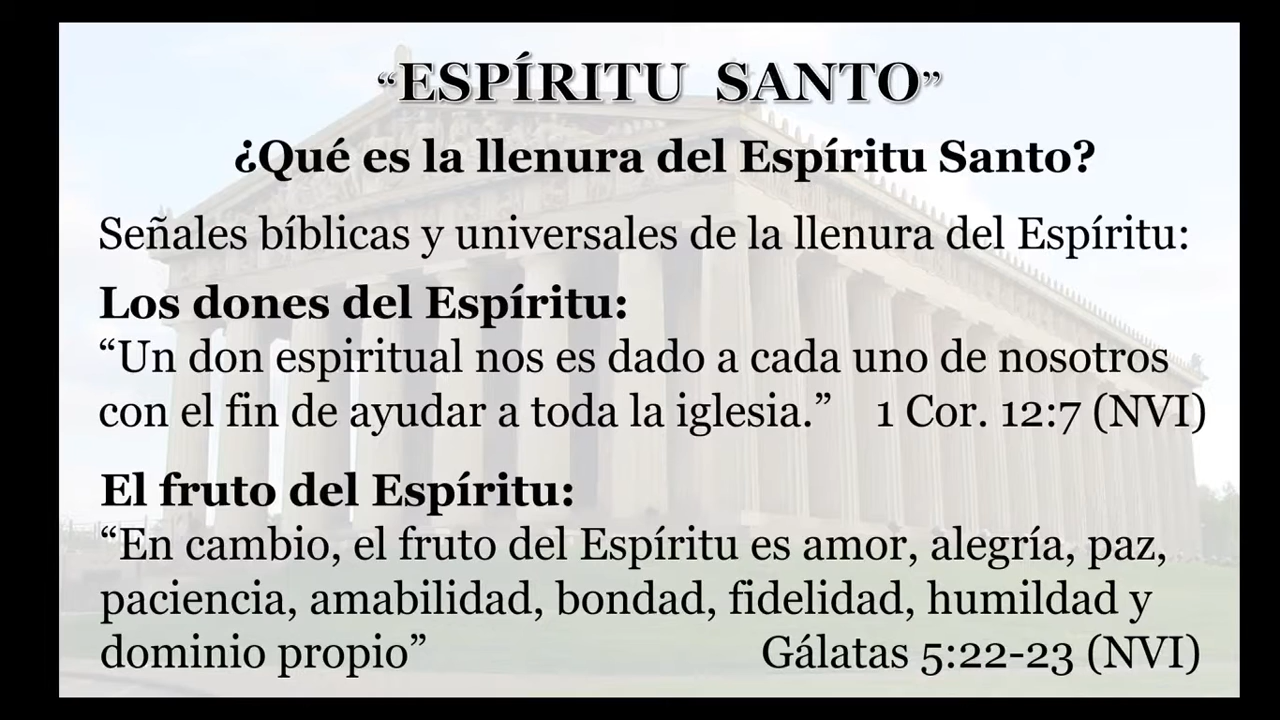 “ESPÍRITU SANTO”
¿Qué es la llenura del Espíritu Santo?
Señales bíblicas y universales de la llenura del Espíritu:
Los dones del Espíritu:
“Un don espiritual nos es dado a cada uno de nosotros
con el fin de ayudar a toda la iglesia.” 1 Cor. 12:7 (NVI)
El fruto del Espíritu:
“En cambio, el fruto del Espíritu es amor, alegría, paz,
paciencia, amabilidad, bondad, fidelidad, humildad y
dominio propio” Gálatas 5:22-23 (NVI)